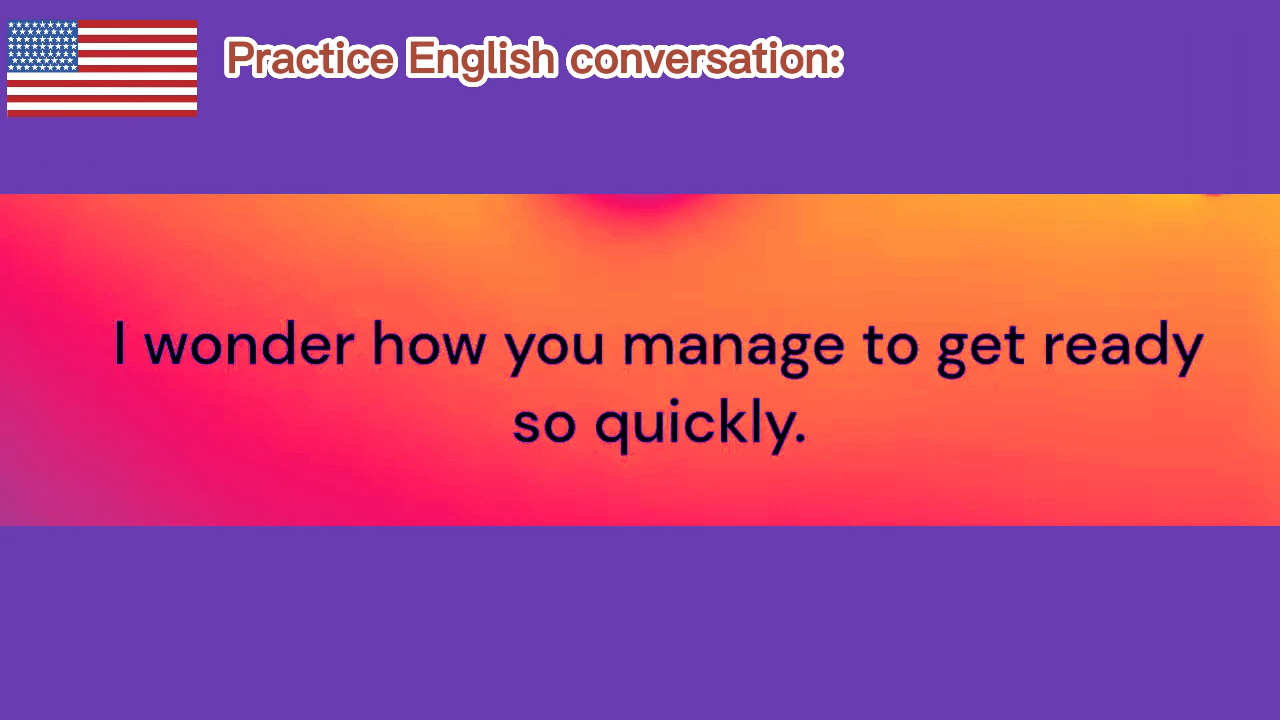 Practice English conversation:
I wonder how you manage to get ready
so quickly.